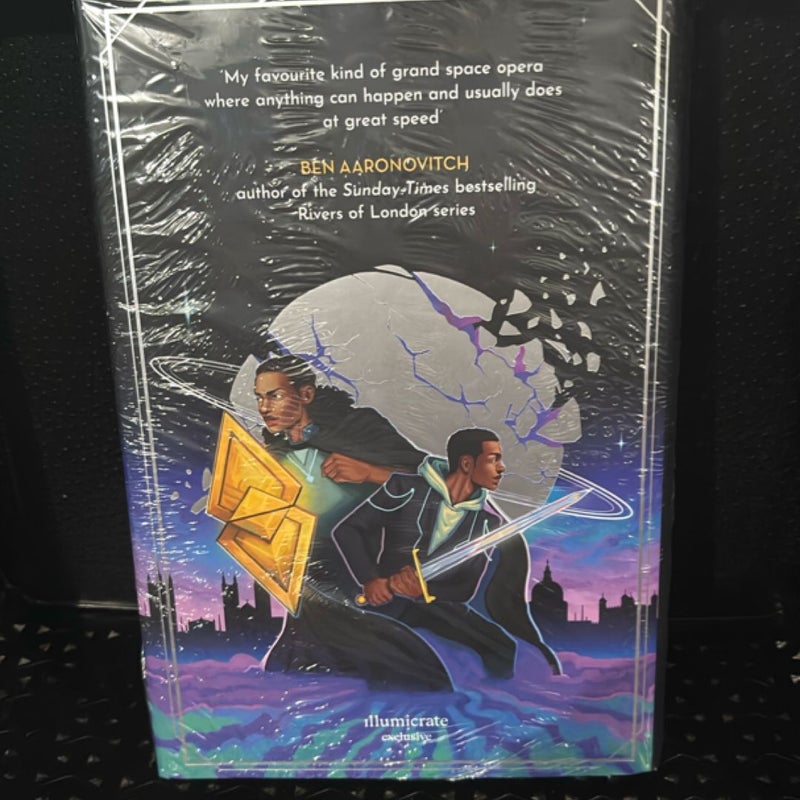 'My favourite kind of grand space opera
where anything can happen and usually does
at great speed'
BEN AARONOVITCH
author of the Sunday-Times bestselling
Rivers of London series
illumicrate
exclusive